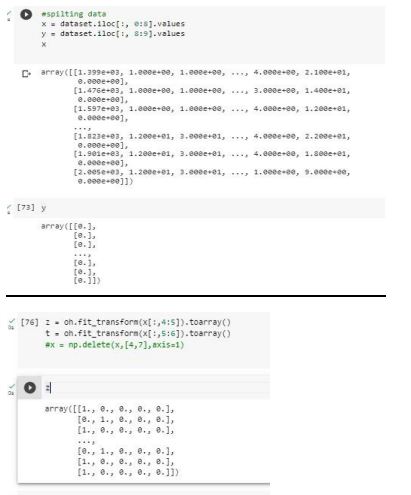 #spilting data
x = dataset.iloc[:, 0:8].values
y = dataset.iloc[:, 8:9].values
x
array([[1.399e+03, 1.000e+00, 1.000e+00, ..., 4.000e+00, 2.100e+01,
0.000e+00],
[1.476e+03, 1.000e+00, 1.000e+00, ..., 3.000e+00, 1.400e+01,
0.000e+00],
[1.597e+03, 1.000e+00, 1.000e+00, ..., 4.000e+00, 1.200e+01,
0.000e+00],
...,
[1.823e+03, 1.200e+01, 3.000e+01, ..., 4.000e+00, 2.200e+01,
0.000e+00],
[1.901e+03, 1.200e+01, 3.000e+01, ..., 4.000e+00, 1.800e+01,
0.000e+00],
[2.005e+03, 1.200e+01, 3.000e+01, ..., 1.000e+00, 9.000e+00,
0.000e+00]])
[73] y
array([[0.],
[0.],
[0.],
...,
[0.],
[0.],
[0.]])
[76] z = oh.fit_transform(x[:,4:5]).toarray()
t = oh.fit_transform(x[:,5:6]).toarray()
#x = np.delete(x,[4,7],axis=1)
z
array([[1., 0., 0., 0., 0.],
[0., 1., 0., 0., 0.],
[1., 0., 0., 0., 0.],
...,
[0., 1., 0., 0., 0.],
[1., 0., 0., 0., 0.],
[1., 0., 0., 0., 0.]])